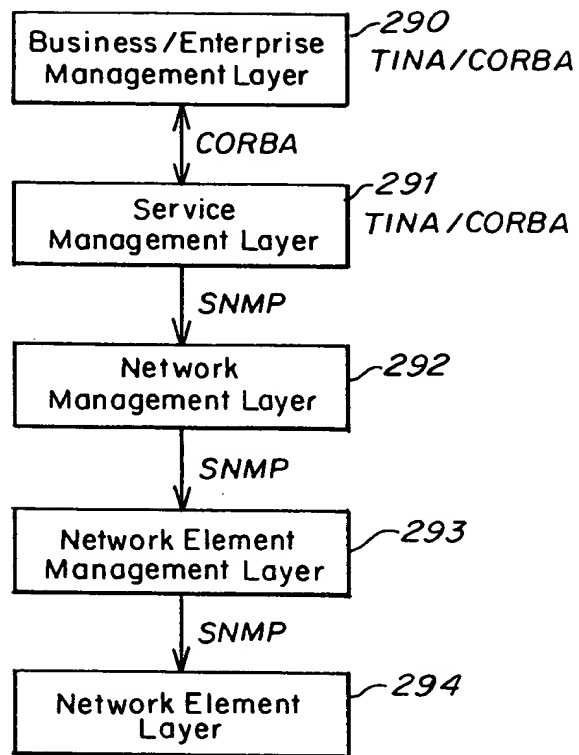 Business/Enterprise
Management Layer
290
TINA/CORBA
CORBA
Service
Management Layer
291
TINA/CORBA
SNMP
Network
Management Layer
292
SNMP
Network Element
Management Layer
293
SNMP
Network Element
Layer
294